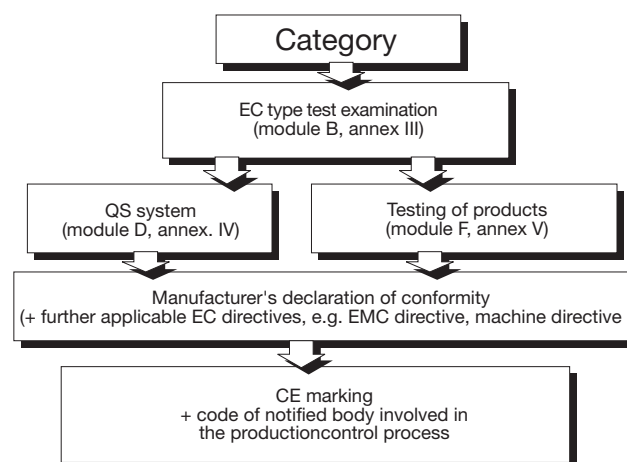 Category
EC type test examination
(module B, annex III)
QS system
(module D, annex. IV)
Testing of products
(module F, annex V)
Manufacturer's declaration of conformity
(+ further applicable EC directives, e.g. EMC directive, machine directive
CE marking
+ code of notified body involved in
the productioncontrol process